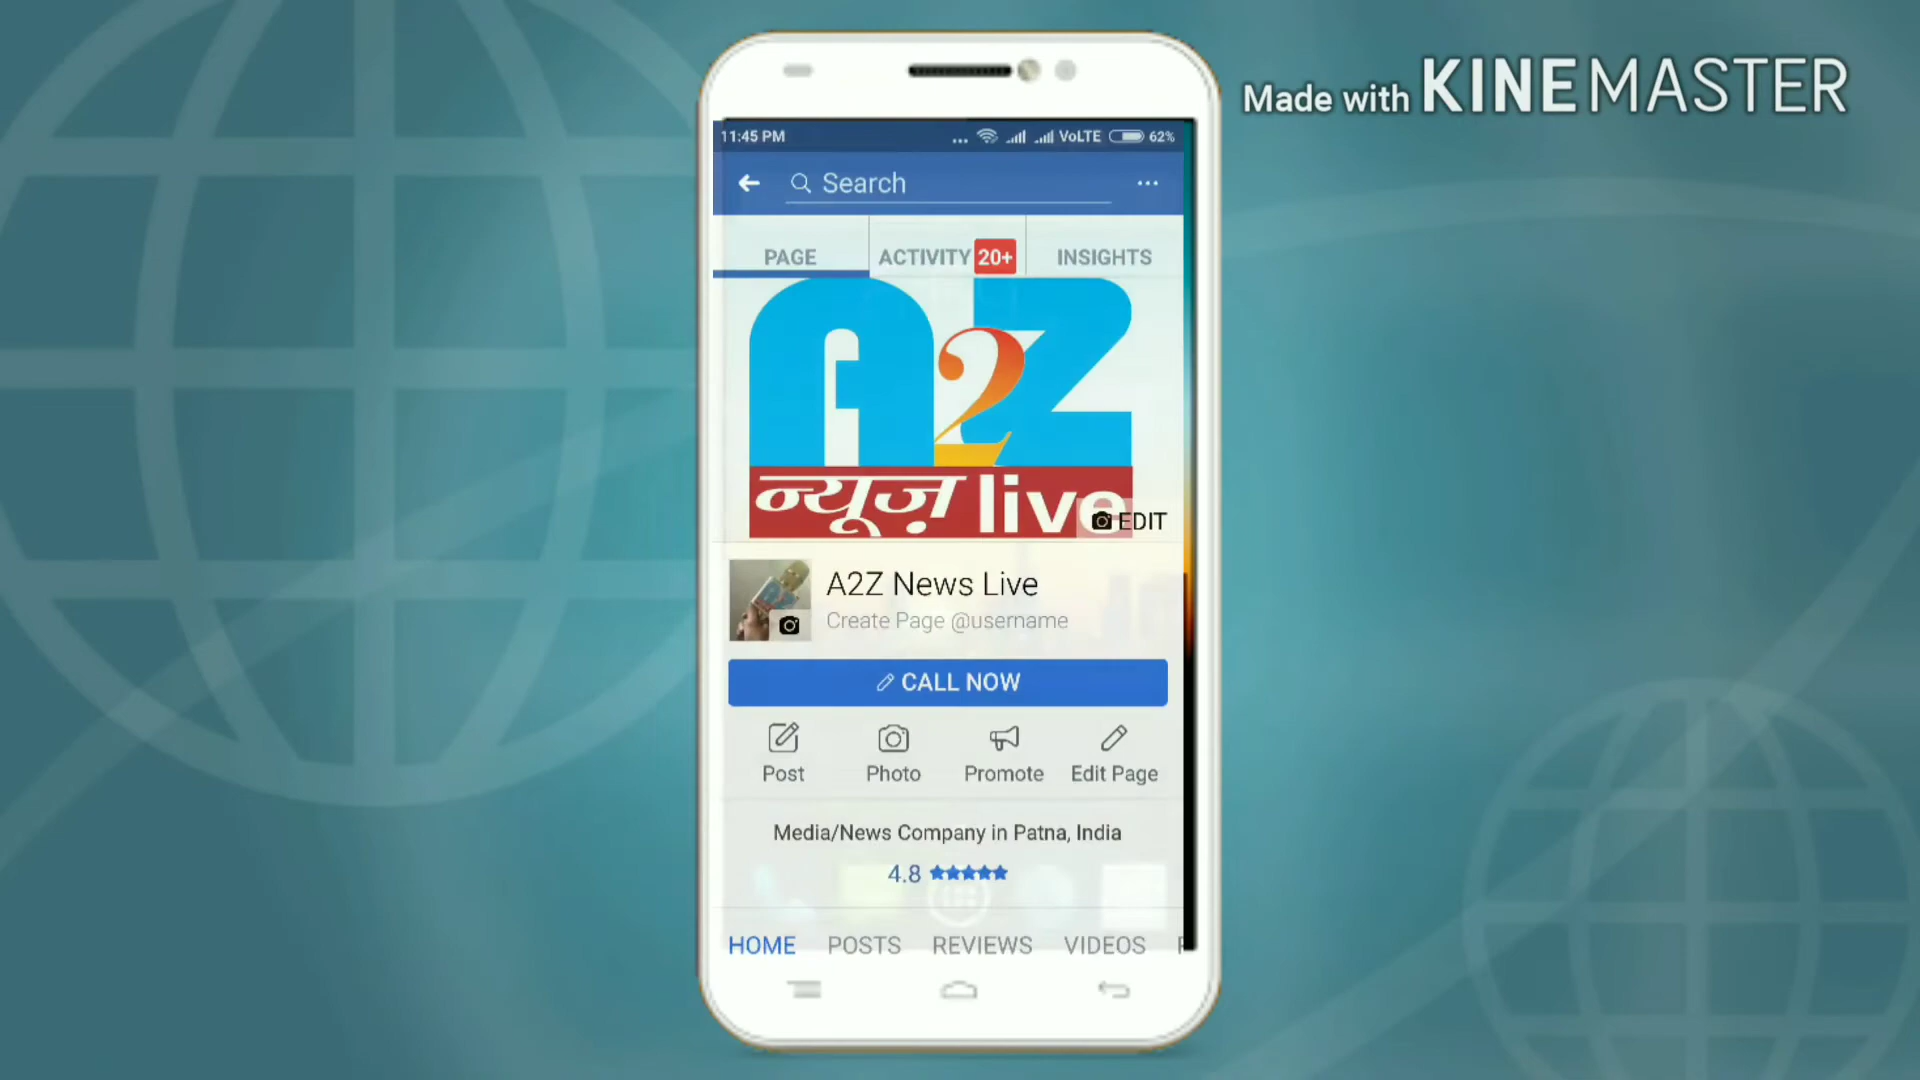 Made with KINEMASTER
11:45 PM ... VoLTE 62%
Search ...
PAGE ACTIVITY 20+ INSIGHTS
A2Z
न्यूज़ live
EDIT
A2Z News Live
Create Page @username
CALL NOW
Post Photo Promote Edit Page
Media/News Company in Patna, India
4.8
HOME POSTS REVIEWS VIDEOS